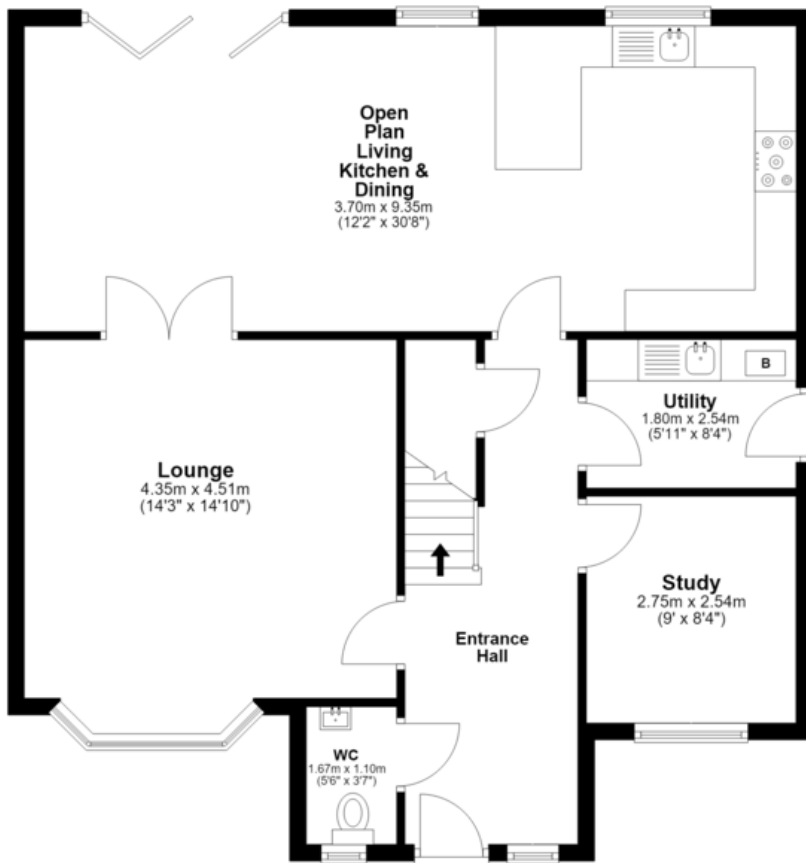 Open
Plan
Living
Kitchen &
Dining
3.70m x 9.35m
(12'2" x 30'8")
B
Utility
1.80m x 2.54m
(5'11" x 8'4")
Lounge
4.35m x 4.51m
(14'3" x 14'10")
Study
2.75m x 2.54m
(9' x 8'4")
Entrance
Hall
WC
1.67m x 1.10m
(5'6" x 3'7")